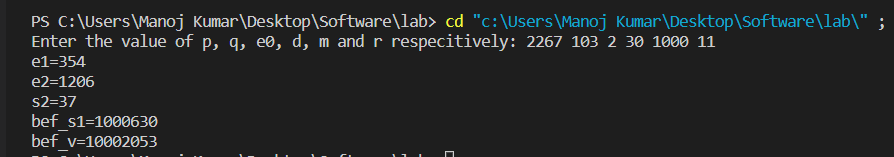 PS C:\Users\Manoj Kumar\Desktop\Software\lab> cd "c:\Users\Manoj Kumar\Desktop\Software\lab\" ;
Enter the value of p, q, e0, d, m and r respecitively: 2267 103 2 30 1000 11
e1=354
e2=1206
s2=37
bef_s1=1000630
bef_v=10002053